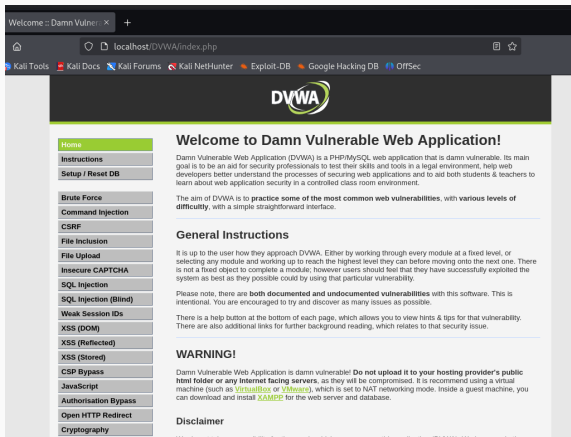 Welcome :: Damn Vulner
localhost/DVWA/index.php
Kali Tools
Kali Docs
Kali Forums
Kali NetHunter
Exploit-DB
Google Hacking DB
OffSec
DVWA
Home
Instructions
Setup / Reset DB
Brute Force
Command Injection
CSRF
File Inclusion
File Upload
Insecure CAPTCHA
SQL Injection
SQL Injection (Blind)
Weak Session IDs
XSS (DOM)
XSS (Reflected)
XSS (Stored)
CSP Bypass
JavaScript
Authorisation Bypass
Open HTTP Redirect
Cryptography
Welcome to Damn Vulnerable Web Application!
Damn Vulnerable Web Application (DVWA) is a PHP/MySQL web application that is damn vulnerable. Its main
goal is to be an aid for security professionals to test their skills and tools in a legal environment, help web
developers better understand the processes of securing web applications and to aid both students & teachers to
learn about web application security in a controlled class room environment.
The aim of DVWA is to practice some of the most common web vulnerabilities, with various levels of
difficultly, with a simple straightforward interface.
General Instructions
It is up to the user how they approach DVWA. Either by working through every module at a fixed level, or
selecting any module and working up to reach the highest level they can before moving onto the next one. There
is not a fixed object to complete a module; however users should feel that they have successfully exploited the
system as best as they possible could by using that particular vulnerability.
Please note, there are both documented and undocumented vulnerabilities with this software. This is
intentional. You are encouraged to try and discover as many issues as possible.
There is a help button at the bottom of each page, which allows you to view hints & tips for that vulnerability.
There are also additional links for further background reading, which relates to that security issue.
WARNING!
Damn Vulnerable Web Application is damn vulnerable! Do not upload it to your hosting provider's public
html folder or any Internet facing servers, as they will be compromised. It is recommend using a virtual
machine (such as VirtualBox or VMware), which is set to NAT networking mode. Inside a guest machine, you
can download and install XAMPP for the web server and database.
Disclaimer